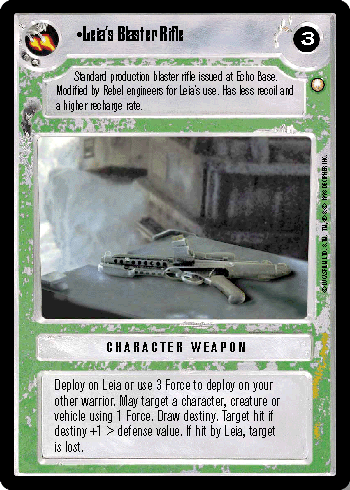 •Leia's Blaster Rifle
3
Standard production blaster rifle issued at Echo Base.
Modified by Rebel engineers for Leia's use. Has less recoil and
a higher recharge rate.
CHARACTER WEAPON
Deploy on Leia or use 3 Force to deploy on your
other warrior. May target a character, creature or
vehicle using 1 Force. Draw destiny. Target hit if
destiny +1 > defense value. If hit by Leia, target
is lost.